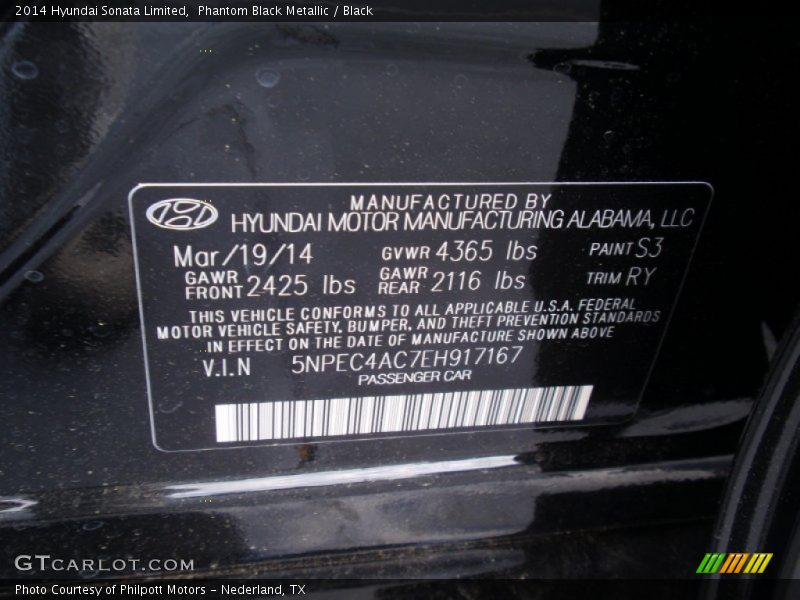 2014 Hyundai Sonata Limited,  Phantom Black Metallic / Black
MANUFACTURED BY
HYUNDAI MOTOR MANUFACTURING ALABAMA, LLC
Mar/19/14 GVWR 4365 lbs PAINT S3
GAWR FRONT 2425 lbs GAWR REAR 2116 lbs TRIM RY
THIS VEHICLE CONFORMS TO ALL APPLICABLE U.S.A. FEDERAL
MOTOR VEHICLE SAFETY, BUMPER, AND THEFT PREVENTION STANDARDS
IN EFFECT ON THE DATE OF MANUFACTURE SHOWN ABOVE
V.I.N 5NPEC4AC7EH917167
PASSENGER CAR
GTCARLOT.COM
Photo Courtesy of Philpott Motors - Nederland, TX